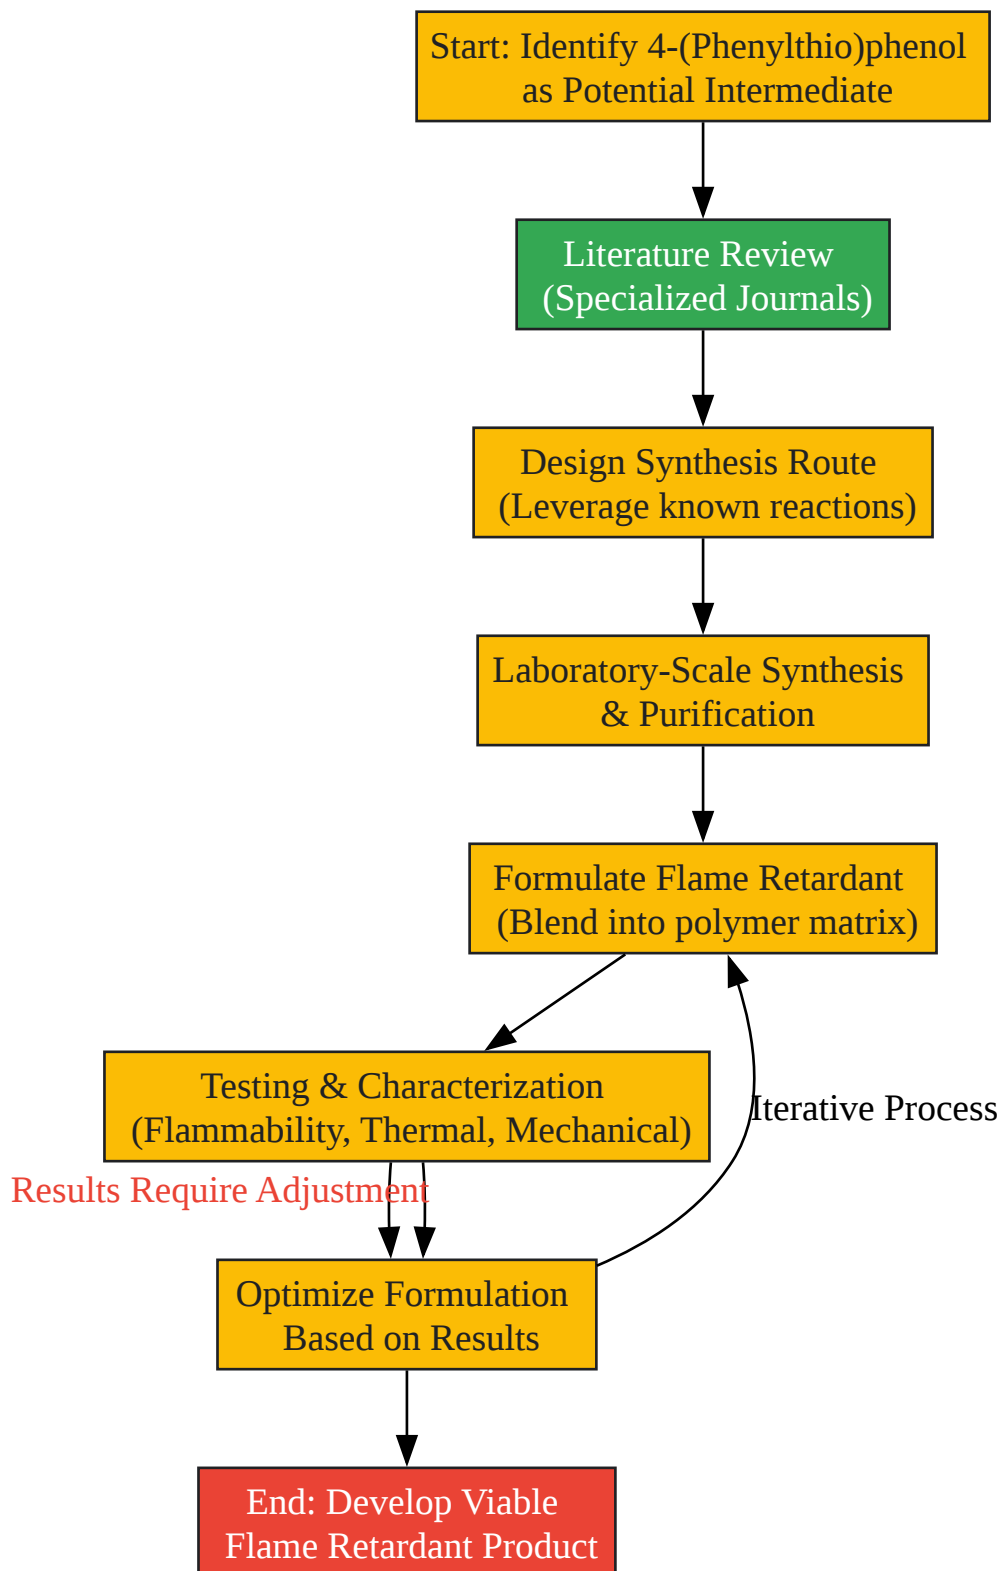 Start: Identify 4-(Phenylthio)phenol
as Potential Intermediate
Literature Review
(Specialized Journals)
Design Synthesis Route
(Leverage known reactions)
Laboratory-Scale Synthesis
& Purification
Formulate Flame Retardant
(Blend into polymer matrix)
Testing & Characterization
(Flammability, Thermal, Mechanical)
Iterative Process
Results Require Adjustment
Optimize Formulation
Based on Results
End: Develop Viable
Flame Retardant Product